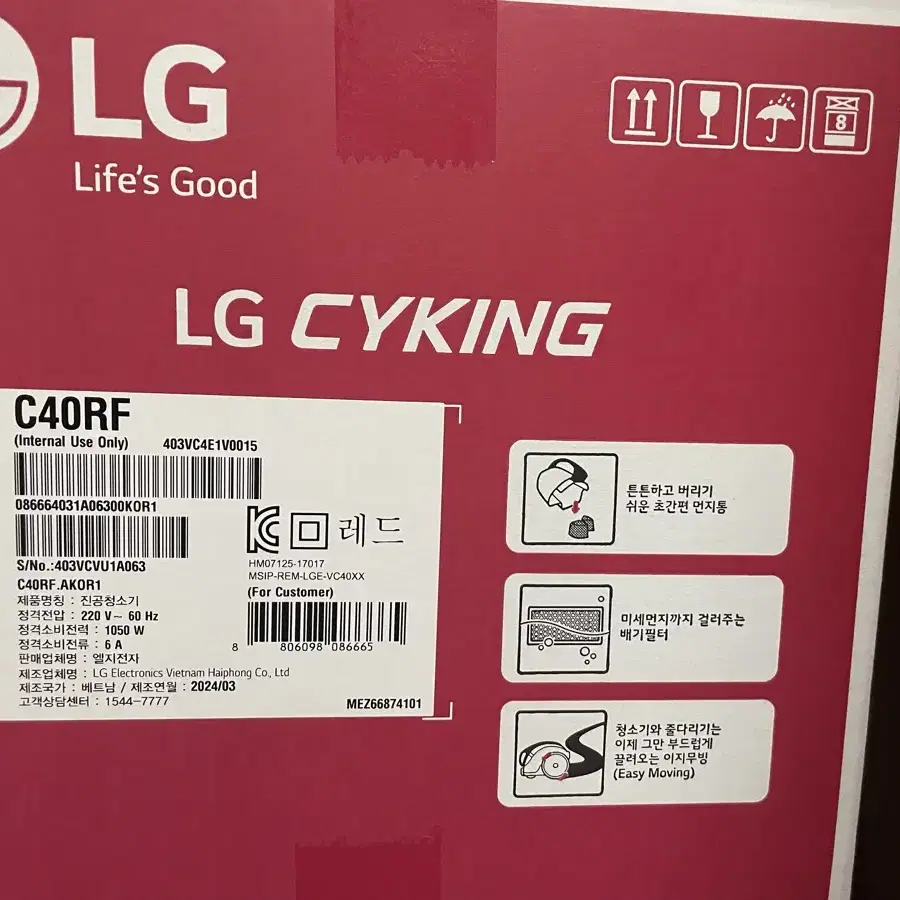 LG
Life's Good
8
LG CYKING
C40RF
(Internal Use Only) 403VC4E1V0015
086664031A06300KOR1
S/No.:403VCVU1A063
C40RF.AKOR1
제품명칭 : 진공청소기
정격전압 : 220 V~ 60 Hz
정격소비전력 : 1050 W
정격소비전류 : 6 A
판매업체명 : 엘지전자
제조업체명 : LG Electronics Vietnam Haiphong Co., Ltd
제조국가 : 베트남 / 제조연월 : 2024/03
고객상담센터 : 1544-7777
레드
HM07125-17017
MSIP-REM-LGE-VC40XX
(For Customer)
8 806098 086665
MEZ66874101
튼튼하고 버리기
쉬운 초간편 먼지통
미세먼지까지 걸러주는
배기필터
청소기와 줄다리기는
이제 그만 부드럽게
끌려오는 이지무빙
(Easy Moving)